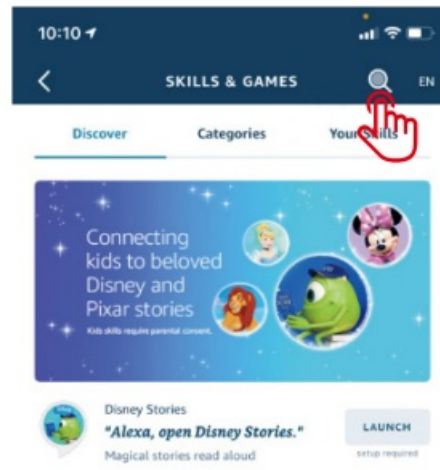 10:10
SKILLS & GAMES
EN
Discover Categories Your Skills
Connecting
kids to beloved
Disney and
Pixar stories
Kids skills require parental consent.
Disney Stories
"Alexa, open Disney Stories."
Magical stories read aloud
LAUNCH
setup required